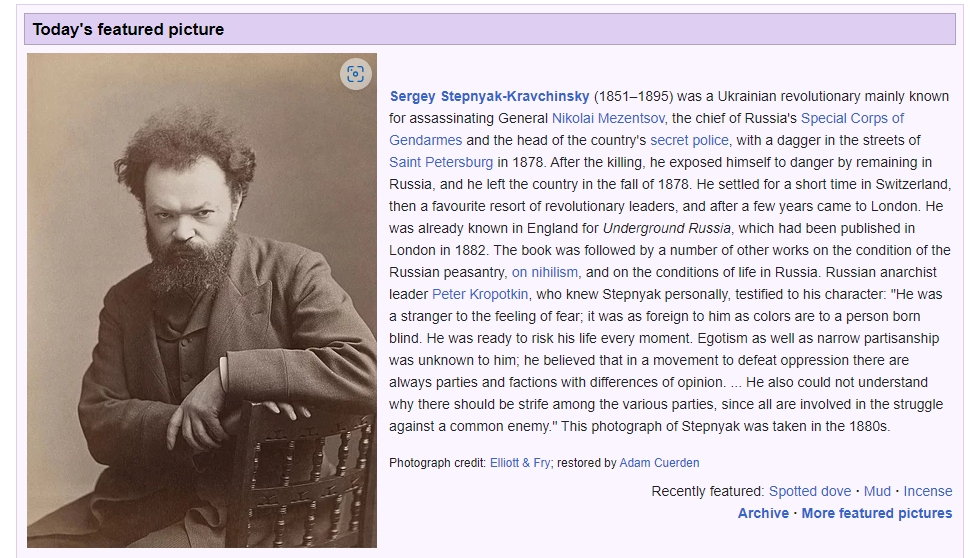 Today's featured picture
Sergey Stepnyak-Kravchinsky (1851–1895) was a Ukrainian revolutionary mainly known
for assassinating General Nikolai Mezentsov, the chief of Russia's Special Corps of
Gendarmes and the head of the country's secret police, with a dagger in the streets of
Saint Petersburg in 1878. After the killing, he exposed himself to danger by remaining in
Russia, and he left the country in the fall of 1878. He settled for a short time in Switzerland,
then a favourite resort of revolutionary leaders, and after a few years came to London. He
was already known in England for Underground Russia, which had been published in
London in 1882. The book was followed by a number of other works on the condition of the
Russian peasantry, on nihilism, and on the conditions of life in Russia. Russian anarchist
leader Peter Kropotkin, who knew Stepnyak personally, testified to his character: "He was
a stranger to the feeling of fear; it was as foreign to him as colors are to a person born
blind. He was ready to risk his life every moment. Egotism as well as narrow partisanship
was unknown to him; he believed that in a movement to defeat oppression there are
always parties and factions with differences of opinion. ... He also could not understand
why there should be strife among the various parties, since all are involved in the struggle
against a common enemy." This photograph of Stepnyak was taken in the 1880s.
Photograph credit: Elliott & Fry; restored by Adam Cuerden
Recently featured: Spotted dove · Mud · Incense
Archive · More featured pictures